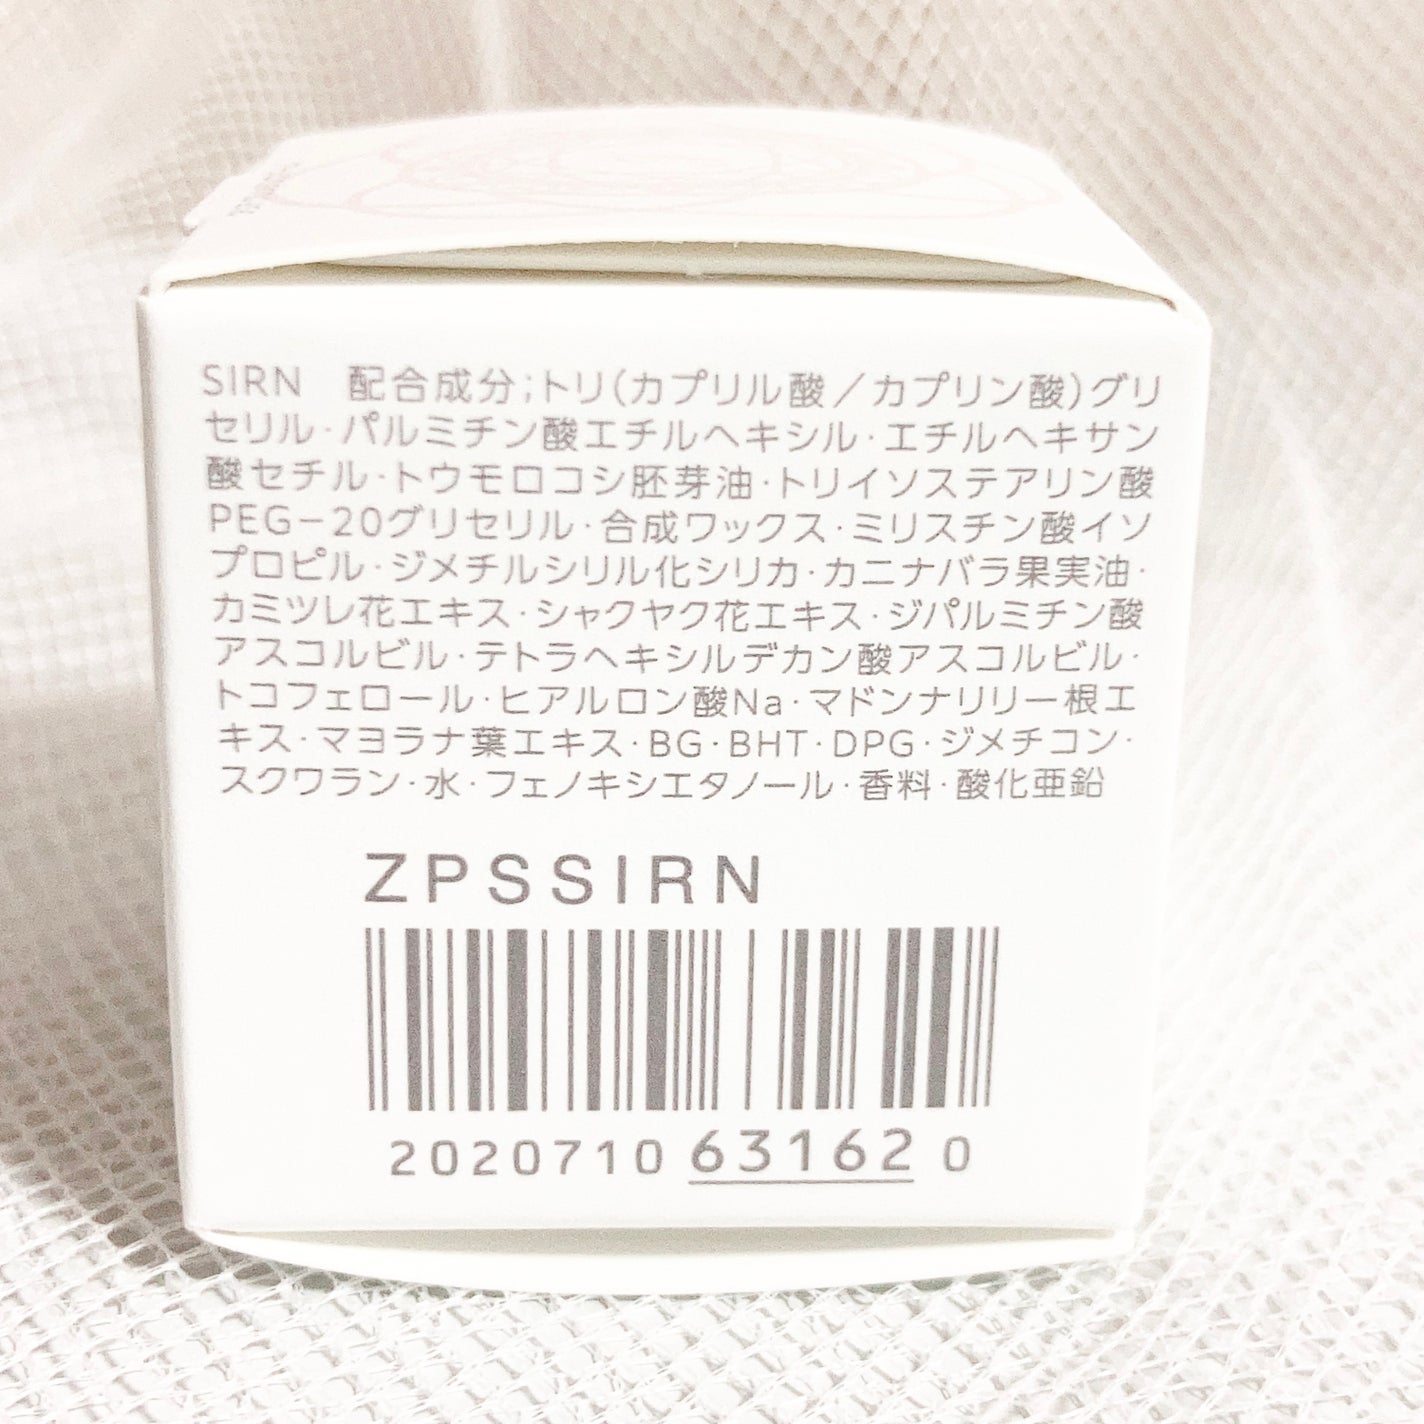 SIRN　配合成分；トリ(カプリル酸／カプリン酸)グリ
セリル・パルミチン酸エチルヘキシル・エチルヘキサン
酸セチル・トウモロコシ胚芽油・トリイソステアリン酸
PEG−20グリセリル・合成ワックス・ミリスチン酸イソ
プロピル・ジメチルシリル化シリカ・カニナバラ果実油・
カミツレ花エキス・シャクヤク花エキス・ジパルミチン酸
アスコルビル・テトラヘキシルデカン酸アスコルビル・
トコフェロール・ヒアルロン酸Na・マドンナリリー根エ
キス・マヨラナ葉エキス・BG・BHT・DPG・ジメチコン・
スクワラン・水・フェノキシエタノール・香料・酸化亜鉛
ZPSSIRN
2020710 63162 0